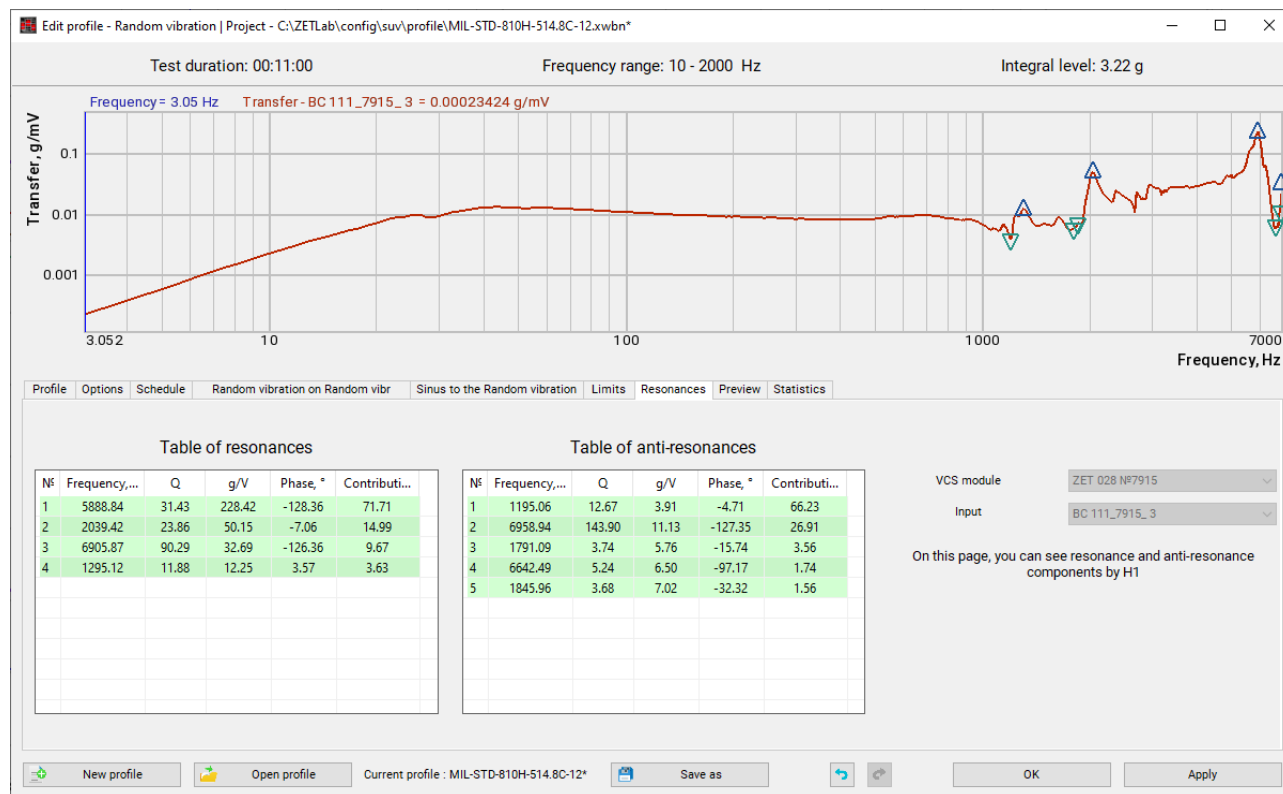 Edit profile - Random vibration | Project - C:\ZETLab\config\suv\profile\MIL-STD-810H-514.8C-12.xwbn*
Test duration: 00:11:00 Frequency range: 10 - 2000 Hz Integral level: 3.22 g
Frequency = 3.05 Hz Transfer - BC 111_7915_ 3 = 0.00023424 g/mV
Transfer, g/mV
0.1
0.01
0.001
3.052 10 100 1000 7000
Frequency, Hz
Profile Options Schedule Random vibration on Random vibr Sinus to the Random vibration Limits Resonances Preview Statistics
Table of resonances
Frequency,... Q g/V Phase, ° Contributi...
1 5888.84 31.43 228.42 -128.36 71.71
2 2039.42 23.86 50.15 -7.06 14.99
3 6905.87 90.29 32.69 -126.36 9.67
4 1295.12 11.88 12.25 3.57 3.63
Table of anti-resonances
Frequency,... Q g/V Phase, ° Contributi...
1 1195.06 12.67 3.91 -4.71 66.23
2 6958.94 143.90 11.13 -127.35 26.91
3 1791.09 3.74 5.76 -15.74 3.56
4 6642.49 5.24 6.50 -97.17 1.74
5 1845.96 3.68 7.02 -32.32 1.56
VCS module ZET 028 №7915
Input BC 111_7915_ 3
On this page, you can see resonance and anti-resonance
components by H1
New profile Open profile Current profile : MIL-STD-810H-514.8C-12* Save as OK Apply